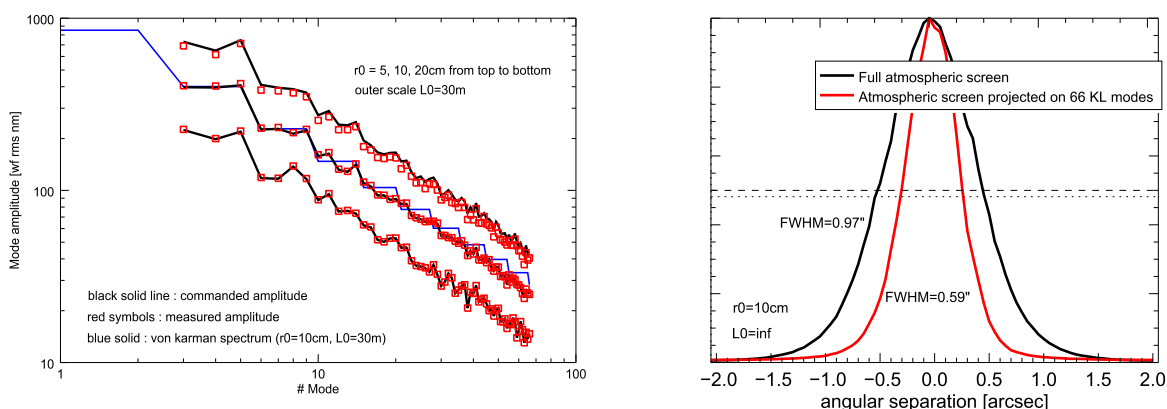 1000
100
10
Mode amplitude [wf rms nm]
r0 = 5, 10, 20cm from top to bottom
outer scale L0=30m
black solid line : commanded amplitude
red symbols : measured amplitude
blue solid : von karman spectrum (r0=10cm, L0=30m)
1 10 100
# Mode
Full atmospheric screen
Atmospheric screen projected on 66 KL modes
FWHM=0.97"
FWHM=0.59"
r0=10cm
L0=inf
−2.0 −1.5 −1.0 −0.5 0.0 0.5 1.0 1.5 2.0
angular separation [arcsec]